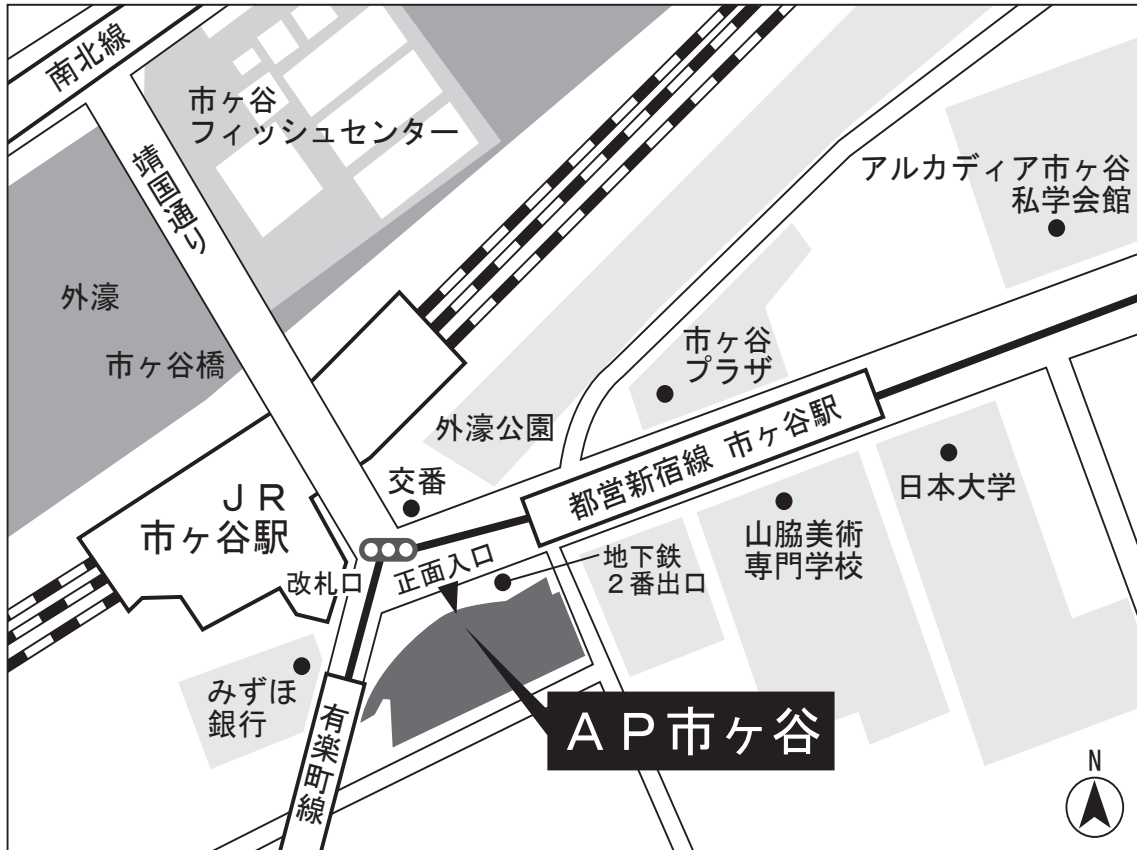 南北線
市ヶ谷
フィッシュセンター
靖国通り
アルカディア市ヶ谷
私学会館
外濠
市ヶ谷橋
市ヶ谷
プラザ
外濠公園
都営新宿線 市ヶ谷駅
交番
日本大学
ＪＲ
市ヶ谷駅
山脇美術
専門学校
改札口
正面入口
地下鉄
２番出口
みずほ
銀行
有楽町線
ＡＰ市ヶ谷
N